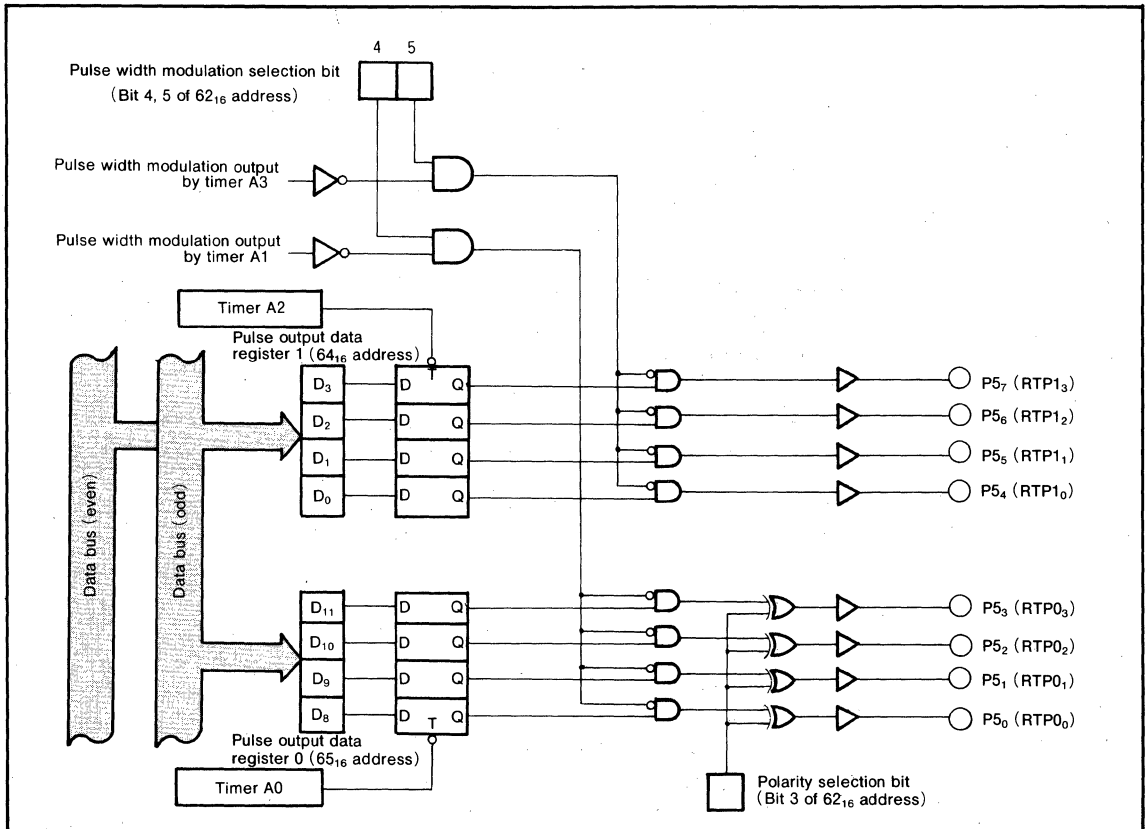 4 5
Pulse width modulation selection bit
(Bit 4, 5 of 62₁₆ address)
Pulse width modulation output
by timer A3
Pulse width modulation output
by timer A1
Timer A2
Pulse output data
register 1 (64₁₆ address)
Data bus (even)
Data bus (odd)
D₃ D Q P5₇ (RTP1₃)
D₂ D Q P5₆ (RTP1₂)
D₁ D Q P5₅ (RTP1₁)
D₀ D Q P5₄ (RTP1₀)
D₁₁ D Q P5₃ (RTP0₃)
D₁₀ D Q P5₂ (RTP0₂)
D₉ D Q P5₁ (RTP0₁)
D₈ D T Q P5₀ (RTP0₀)
Pulse output data
register 0 (65₁₆ address)
Timer A0
Polarity selection bit
(Bit 3 of 62₁₆ address)